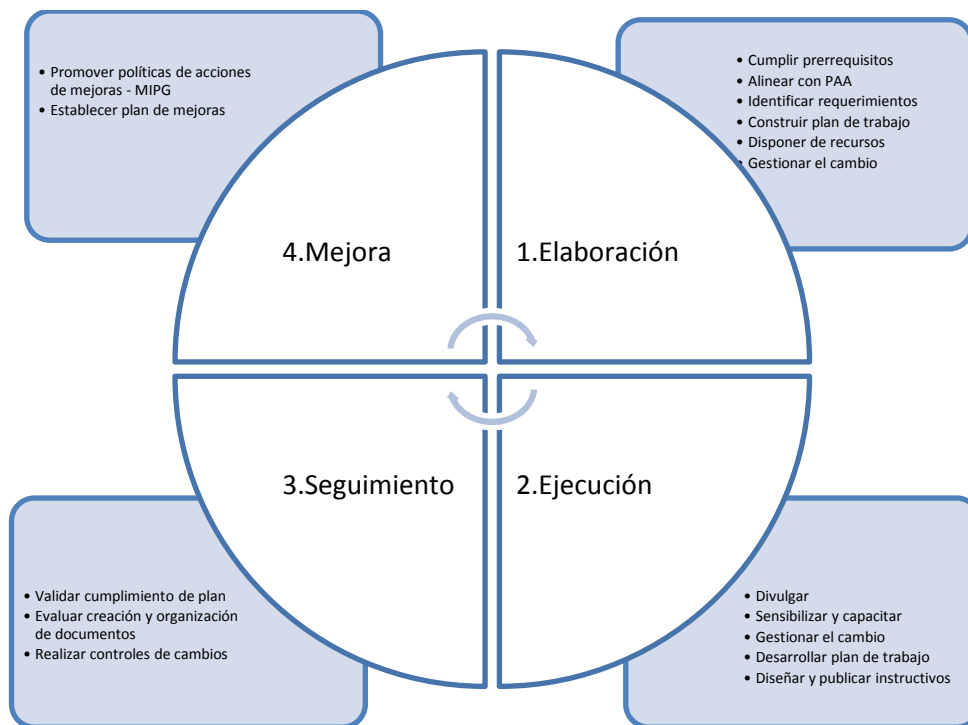 • Promover políticas de acciones
de mejoras - MIPG
• Establecer plan de mejoras
• Cumplir prerrequisitos
• Alinear con PAA
• Identificar requerimientos
• Construir plan de trabajo
• Disponer de recursos
• Gestionar el cambio
4.Mejora
1.Elaboración
3.Seguimiento
2.Ejecución
• Validar cumplimiento de plan
• Evaluar creación y organización
de documentos
• Realizar controles de cambios
• Divulgar
• Sensibilizar y capacitar
• Gestionar el cambio
• Desarrollar plan de trabajo
• Diseñar y publicar instructivos